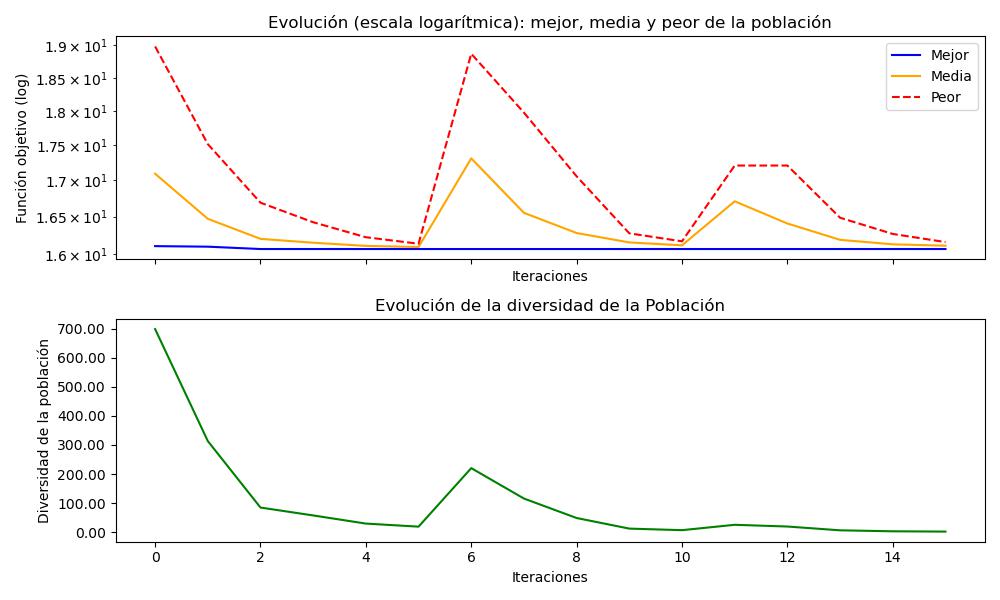 Evolución (escala logarítmica): mejor, media y peor de la población
Función objetivo (log)
1.9 × 10¹
1.85 × 10¹
1.8 × 10¹
1.75 × 10¹
1.7 × 10¹
1.65 × 10¹
1.6 × 10¹
Mejor
Media
Peor
Iteraciones
Evolución de la diversidad de la Población
Diversidad de la población
700.00
600.00
500.00
400.00
300.00
200.00
100.00
0.00
0 2 4 6 8 10 12 14
Iteraciones